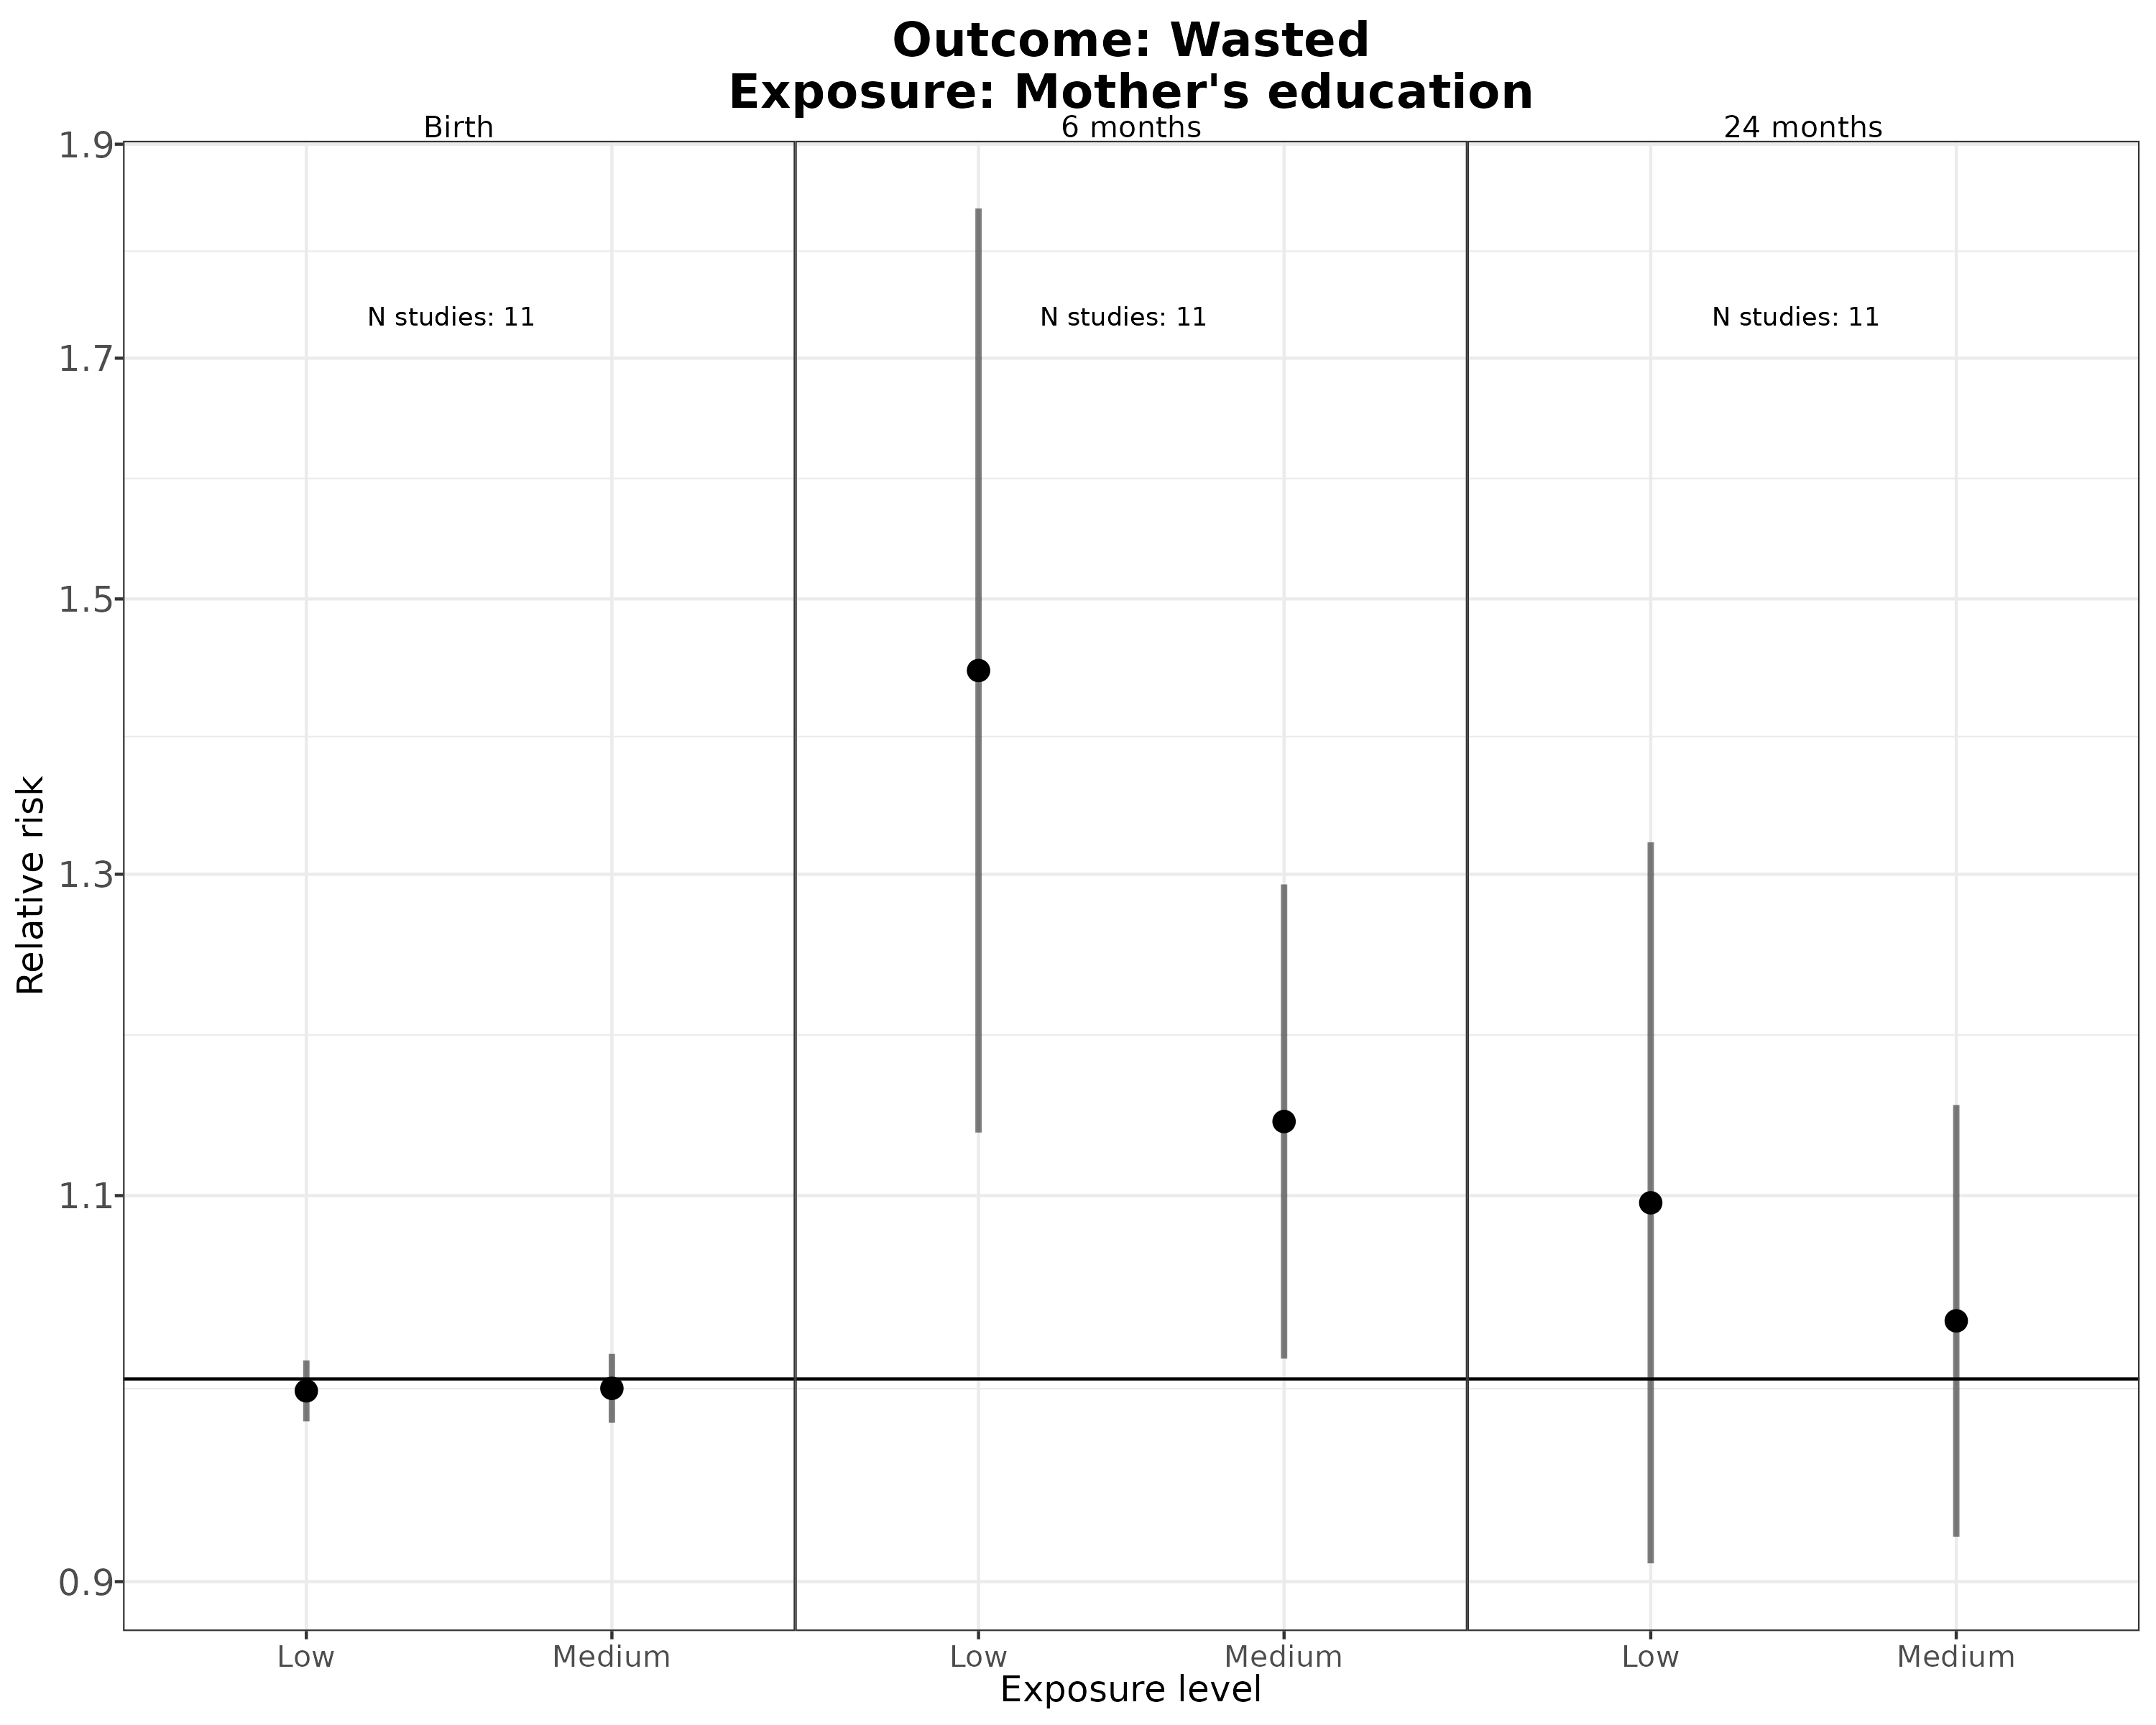 Outcome: Wasted
Exposure: Mother's education
Birth
6 months
24 months
1.9
1.7
1.5
1.3
1.1
0.9
Relative risk
N studies: 11
N studies: 11
N studies: 11
Low
Medium
Low
Medium
Low
Medium
Exposure level